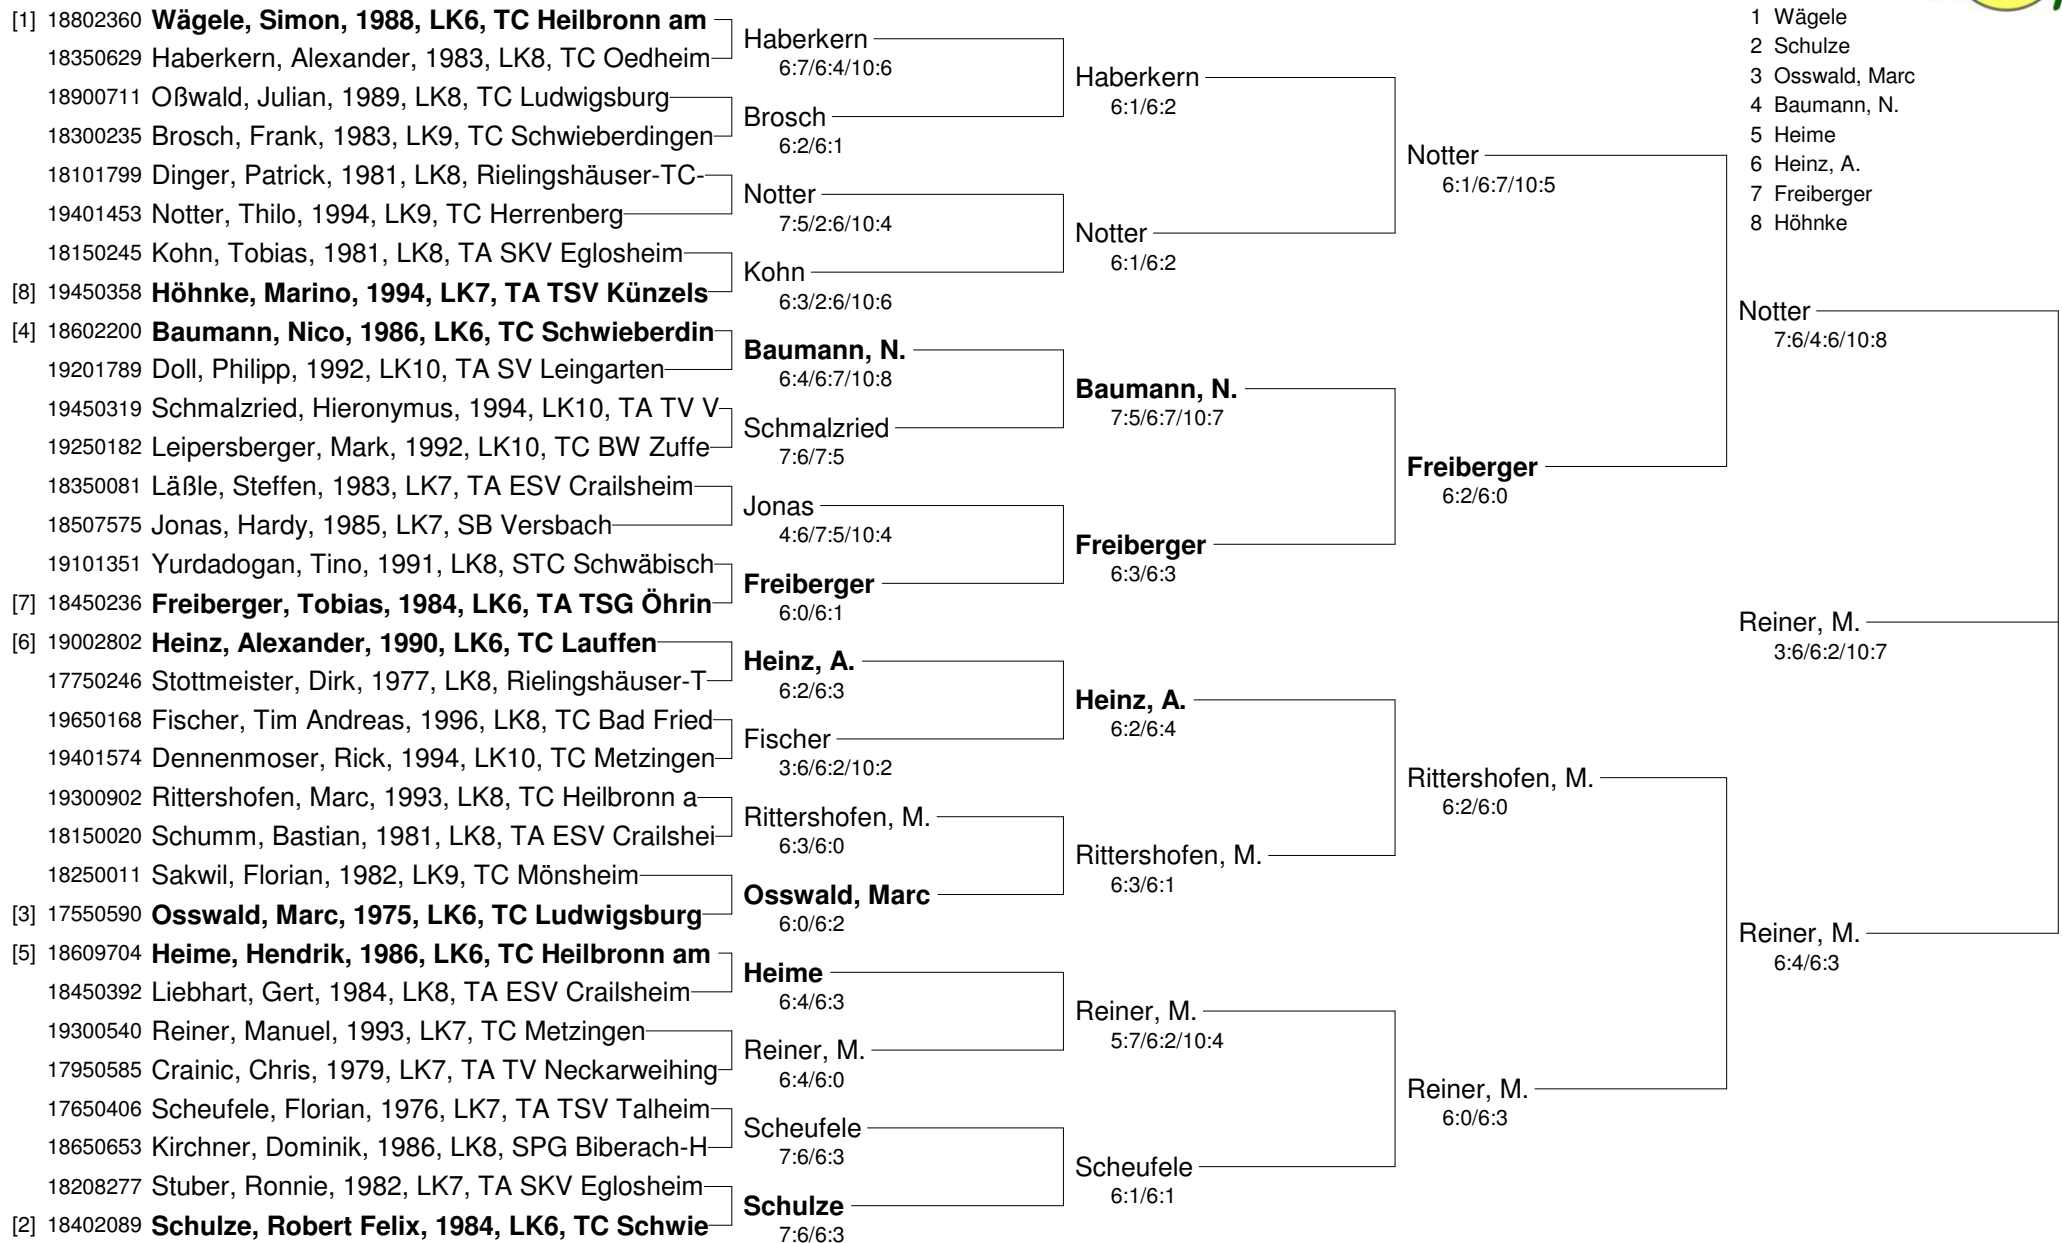 [1] 18802360 Wägele, Simon, 1988, LK6, TC Heilbronn am
18350629 Haberkern, Alexander, 1983, LK8, TC Oedheim
18900711 Oßwald, Julian, 1989, LK8, TC Ludwigsburg
18300235 Brosch, Frank, 1983, LK9, TC Schwieberdingen
18101799 Dinger, Patrick, 1981, LK8, Rielingshäuser-TC-
19401453 Notter, Thilo, 1994, LK9, TC Herrenberg
18150245 Kohn, Tobias, 1981, LK8, TA SKV Eglosheim
[8] 19450358 Höhnke, Marino, 1994, LK7, TA TSV Künzels
[4] 18602200 Baumann, Nico, 1986, LK6, TC Schwieberdin
19201789 Doll, Philipp, 1992, LK10, TA SV Leingarten
19450319 Schmalzried, Hieronymus, 1994, LK10, TA TV V
19250182 Leipersberger, Mark, 1992, LK10, TC BW Zuffe
18350081 Läßle, Steffen, 1983, LK7, TA ESV Crailsheim
18507575 Jonas, Hardy, 1985, LK7, SB Versbach
19101351 Yurdadogan, Tino, 1991, LK8, STC Schwäbisch
[7] 18450236 Freiberger, Tobias, 1984, LK6, TA TSG Öhrin
[6] 19002802 Heinz, Alexander, 1990, LK6, TC Lauffen
17750246 Stottmeister, Dirk, 1977, LK8, Rielingshäuser-T
19650168 Fischer, Tim Andreas, 1996, LK8, TC Bad Fried
19401574 Dennenmoser, Rick, 1994, LK10, TC Metzingen
19300902 Rittershofen, Marc, 1993, LK8, TC Heilbronn a
18150020 Schumm, Bastian, 1981, LK8, TA ESV Crailshei
18250011 Sakwil, Florian, 1982, LK9, TC Mönsheim
[3] 17550590 Osswald, Marc, 1975, LK6, TC Ludwigsburg
[5] 18609704 Heime, Hendrik, 1986, LK6, TC Heilbronn am
18450392 Liebhart, Gert, 1984, LK8, TA ESV Crailsheim
19300540 Reiner, Manuel, 1993, LK7, TC Metzingen
17950585 Crainic, Chris, 1979, LK7, TA TV Neckarweihing
17650406 Scheufele, Florian, 1976, LK7, TA TSV Talheim
18650653 Kirchner, Dominik, 1986, LK8, SPG Biberach-H
18208277 Stuber, Ronnie, 1982, LK7, TA SKV Eglosheim
[2] 18402089 Schulze, Robert Felix, 1984, LK6, TC Schwie
Haberkern
6:7/6:4/10:6
Brosch
6:2/6:1
Notter
7:5/2:6/10:4
Kohn
6:3/2:6/10:6
Baumann, N.
6:4/6:7/10:8
Schmalzried
7:6/7:5
Jonas
4:6/7:5/10:4
Freiberger
6:0/6:1
Heinz, A.
6:2/6:3
Fischer
3:6/6:2/10:2
Rittershofen, M.
6:3/6:0
Osswald, Marc
6:0/6:2
Heime
6:4/6:3
Reiner, M.
6:4/6:0
Scheufele
7:6/6:3
Schulze
7:6/6:3
Haberkern
6:1/6:2
Notter
6:1/6:2
Baumann, N.
7:5/6:7/10:7
Freiberger
6:3/6:3
Heinz, A.
6:2/6:4
Rittershofen, M.
6:3/6:1
Reiner, M.
5:7/6:2/10:4
Scheufele
6:1/6:1
Notter
6:1/6:7/10:5
Freiberger
6:2/6:0
Rittershofen, M.
6:2/6:0
Reiner, M.
6:0/6:3
Notter
7:6/4:6/10:8
Reiner, M.
3:6/6:2/10:7
Reiner, M.
6:4/6:3
1 Wägele
2 Schulze
3 Osswald, Marc
4 Baumann, N.
5 Heime
6 Heinz, A.
7 Freiberger
8 Höhnke